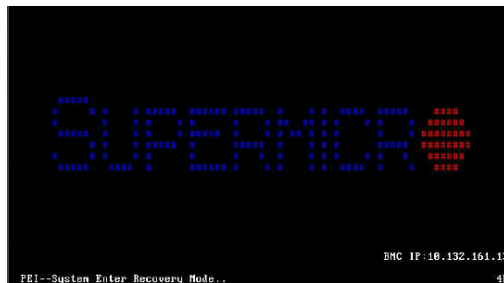 SUPERMICRO
BMC IP:10.132.161.1
PEI--System Enter Recovery Mode..